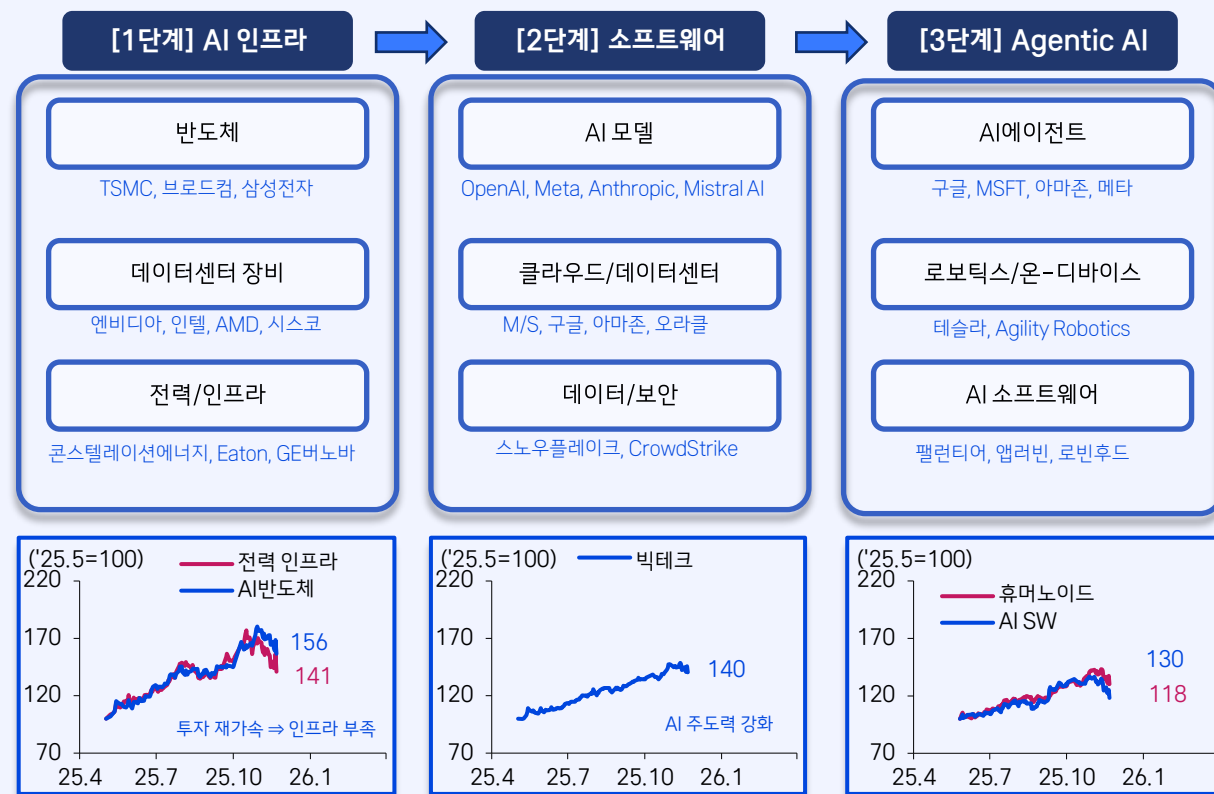 [1단계] AI 인프라
[2단계] 소프트웨어
[3단계] Agentic AI
반도체
TSMC, 브로드컴, 삼성전자
데이터센터 장비
엔비디아, 인텔, AMD, 시스코
전력/인프라
콘스텔레이션에너지, Eaton, GE버노바
AI 모델
OpenAI, Meta, Anthropic, Mistral AI
클라우드/데이터센터
M/S, 구글, 아마존, 오라클
데이터/보안
스노우플레이크, CrowdStrike
AI에이전트
구글, MSFT, 아마존, 메타
로보틱스/온-디바이스
테슬라, Agility Robotics
AI 소프트웨어
팰런티어, 앱러빈, 로빈후드
('25.5=100)
전력 인프라
AI반도체
220
170
120
70
156
141
투자 재가속 ⇒ 인프라 부족
25.4 25.7 25.10 26.1
('25.5=100)
빅테크
220
170
120
70
140
AI 주도력 강화
25.4 25.7 25.10 26.1
('25.5=100)
휴머노이드
AI SW
220
170
120
70
130
118
25.4 25.7 25.10 26.1